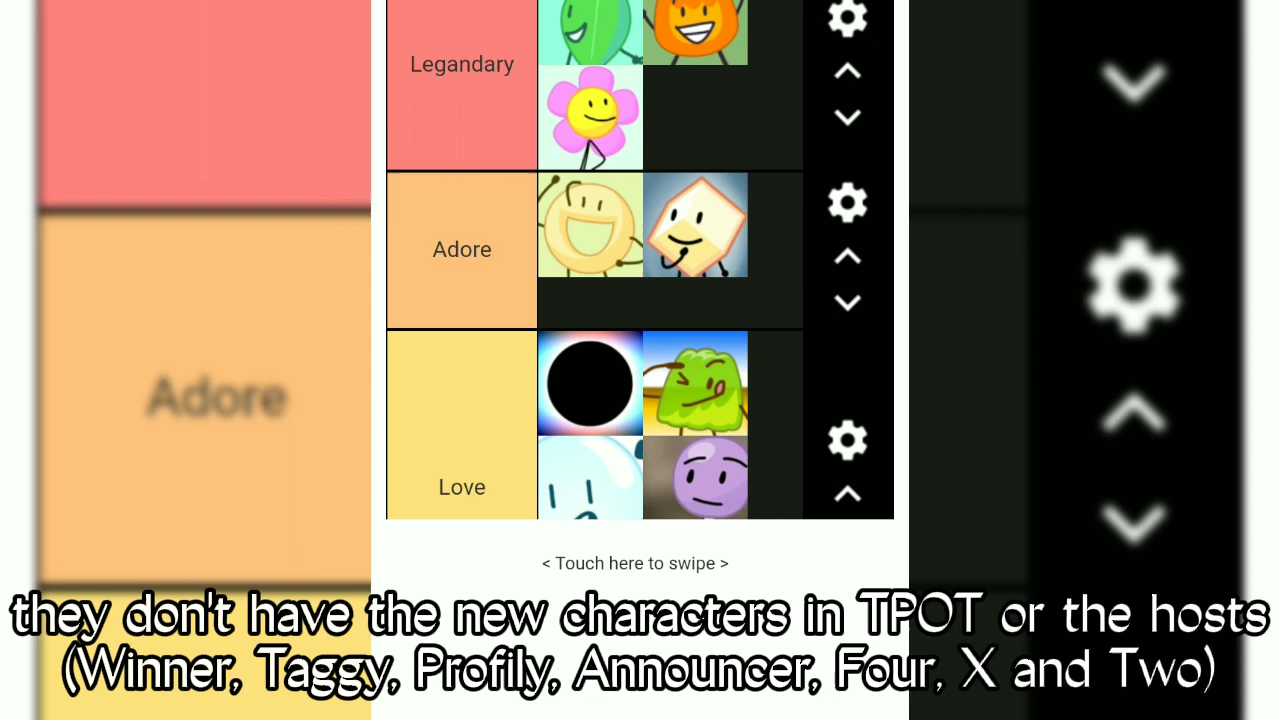 Legandary
Adore
Adore
Love
< Touch here to swipe >
they don't have the new characters in TPOT or the hosts
(Winner, Taggy, Profily, Announcer, Four, X and Two)